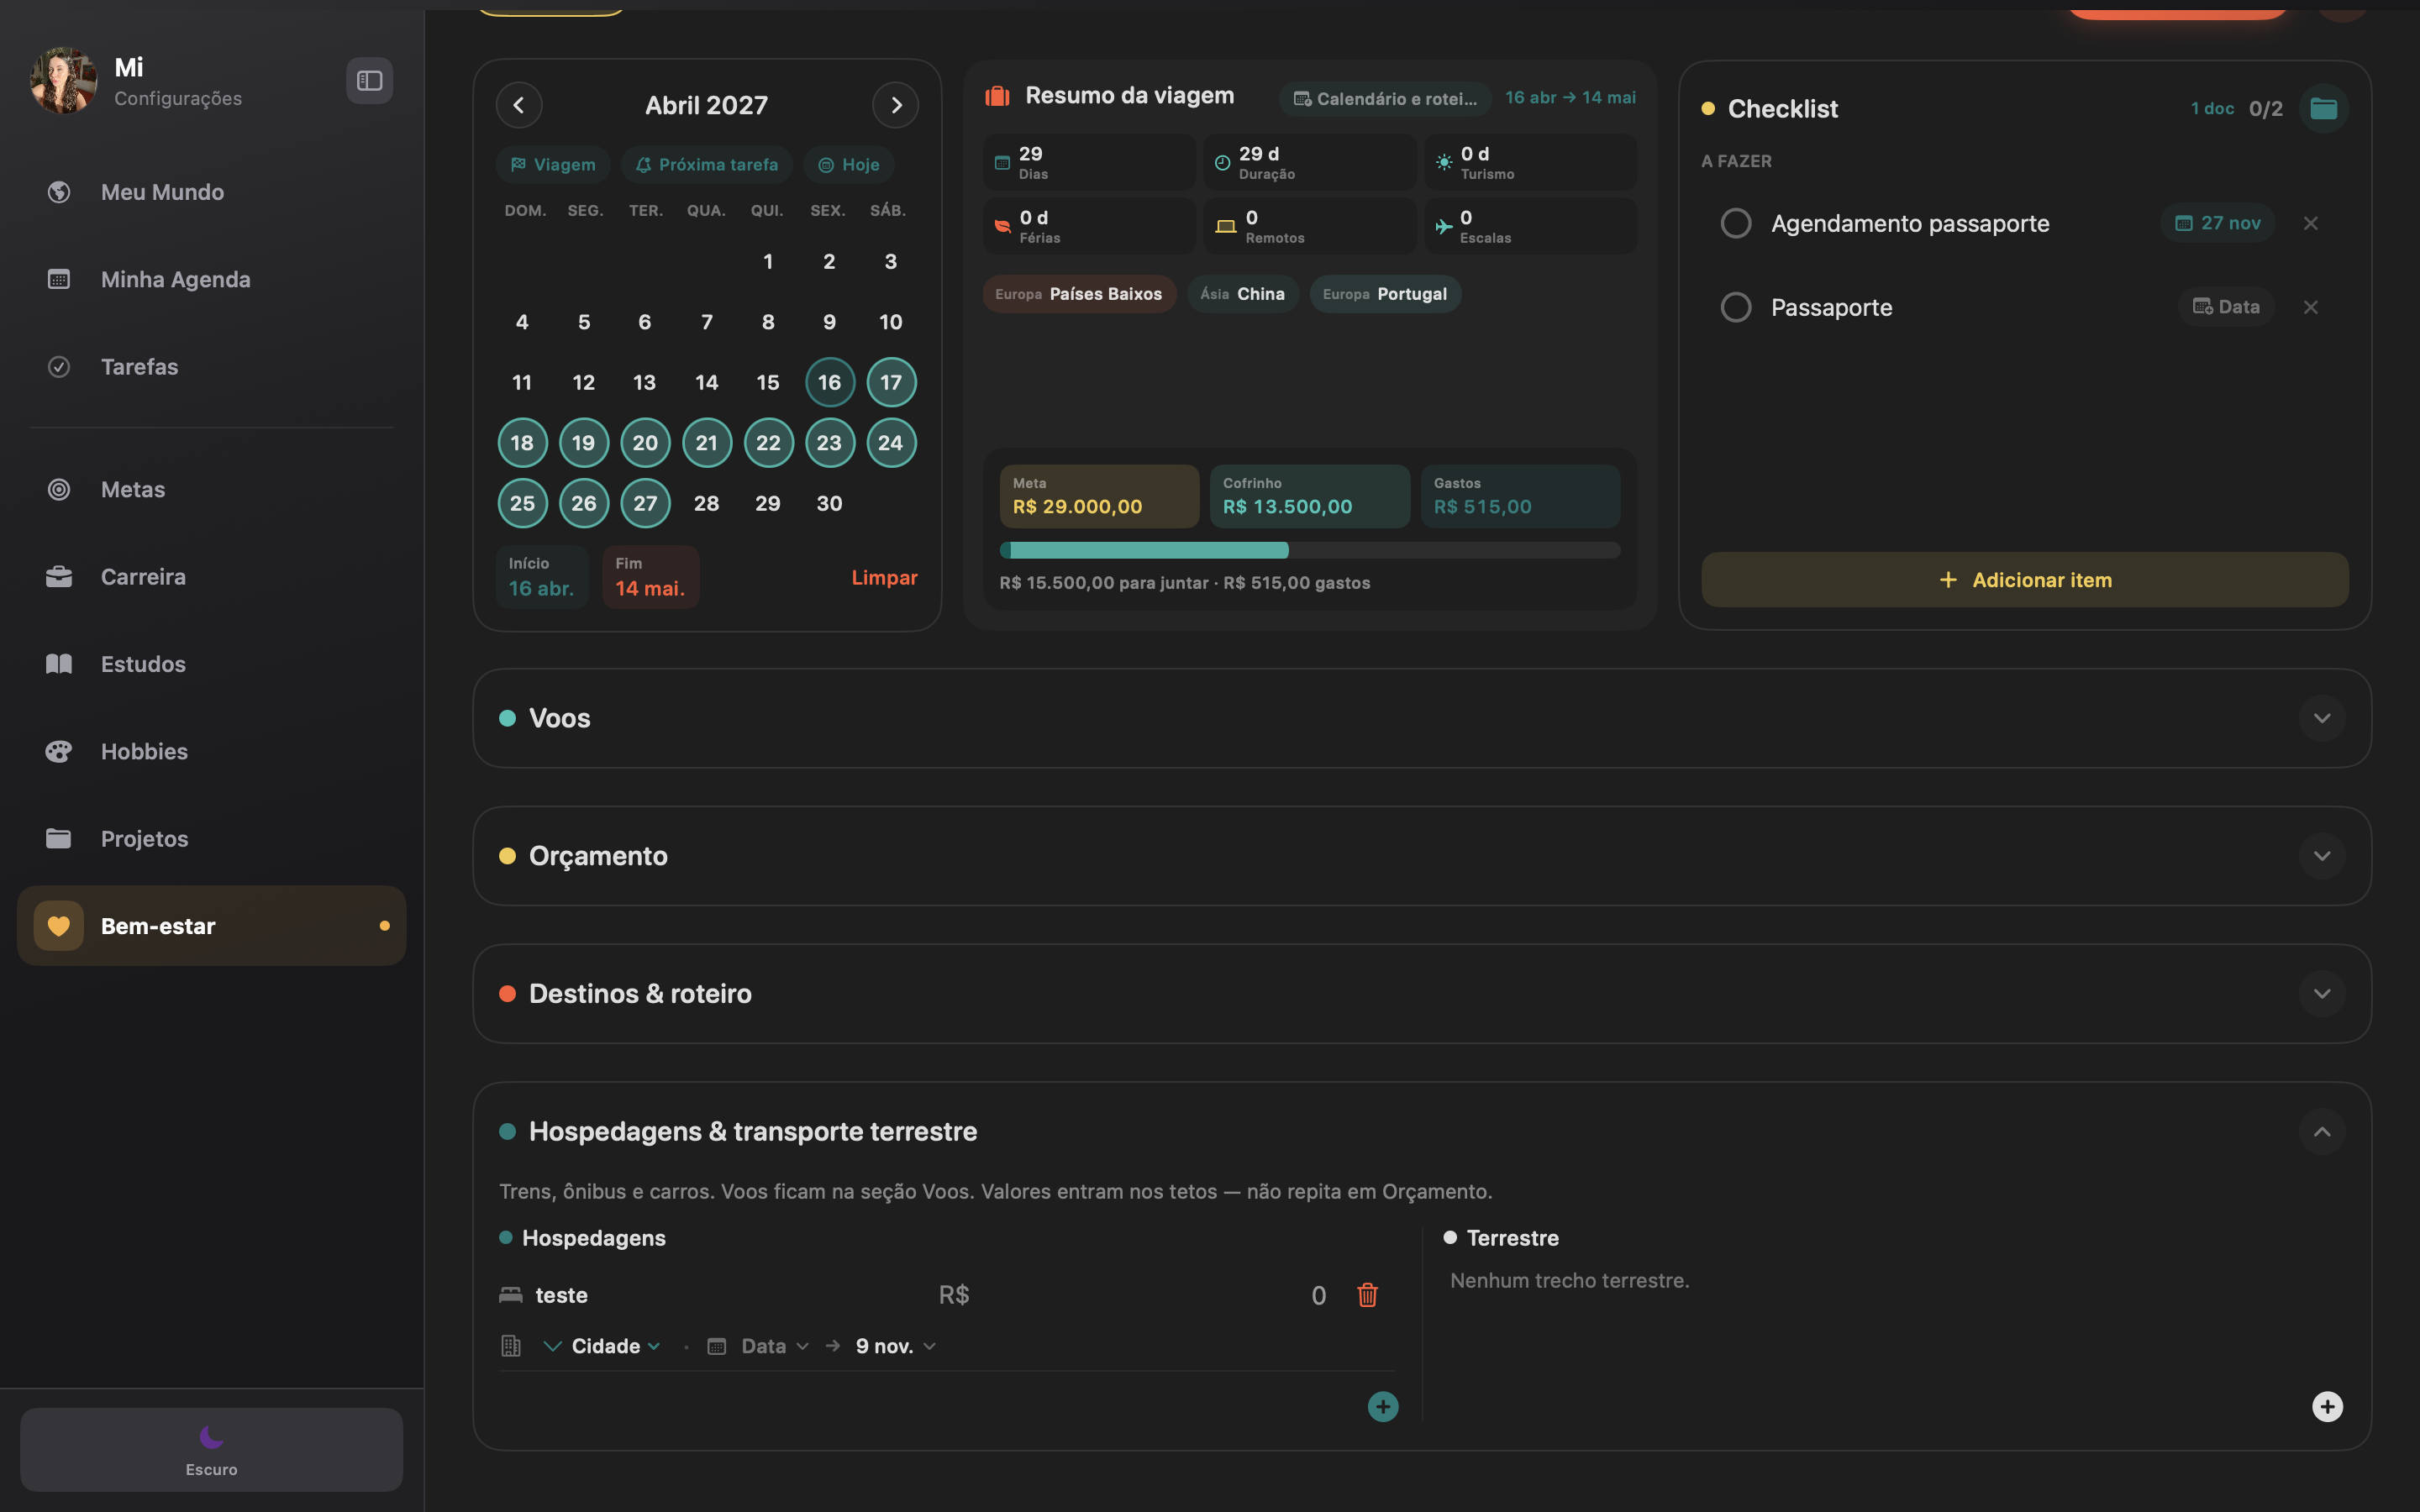 Mi
Configurações
Meu Mundo
Minha Agenda
Tarefas
Metas
Carreira
Estudos
Hobbies
Projetos
Bem-estar
Escuro
Abril 2027
Viagem
Próxima tarefa
Hoje
DOM. SEG. TER. QUA. QUI. SEX. SÁB.
1 2 3
4 5 6 7 8 9 10
11 12 13 14 15 16 17
18 19 20 21 22 23 24
25 26 27 28 29 30
Início
16 abr.
Fim
14 mai.
Limpar
Resumo da viagem
Calendário e rotei...
16 abr → 14 mai
29
Dias
29 d
Duração
0 d
Turismo
0 d
Férias
0
Remotos
0
Escalas
Europa Países Baixos
Ásia China
Europa Portugal
Meta
R$ 29.000,00
Cofrinho
R$ 13.500,00
Gastos
R$ 515,00
R$ 15.500,00 para juntar · R$ 515,00 gastos
Checklist
1 doc 0/2
A FAZER
Agendamento passaporte
27 nov
Passaporte
Data
+ Adicionar item
Voos
Orçamento
Destinos & roteiro
Hospedagens & transporte terrestre
Trens, ônibus e carros. Voos ficam na seção Voos. Valores entram nos tetos — não repita em Orçamento.
Hospedagens
teste R$ 0
Cidade · Data → 9 nov.
Terrestre
Nenhum trecho terrestre.